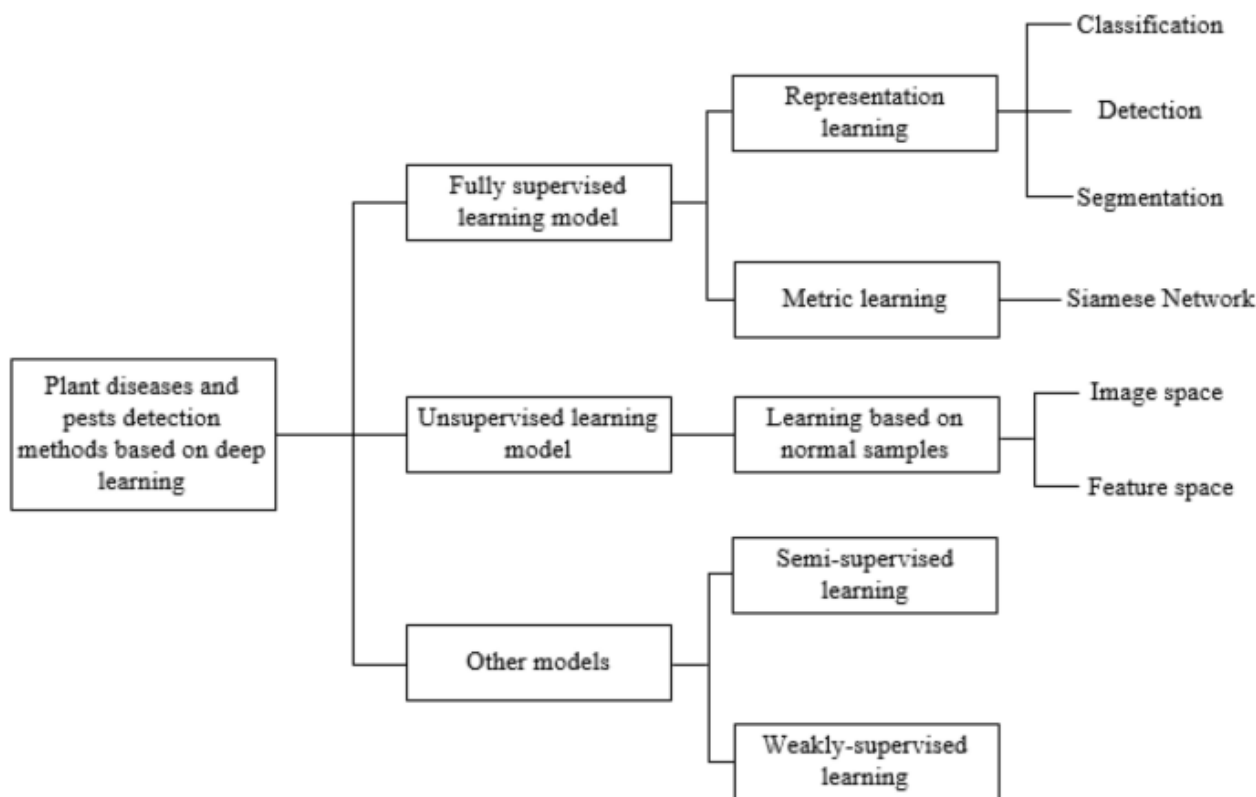 Classification
Representation
learning
Detection
Fully supervised
learning model
Segmentation
Metric learning
Siamese Network
Plant diseases and
pests detection
methods based on deep
learning
Unsupervised learning
model
Learning based on
normal samples
Image space
Feature space
Semi-supervised
learning
Other models
Weakly-supervised
learning